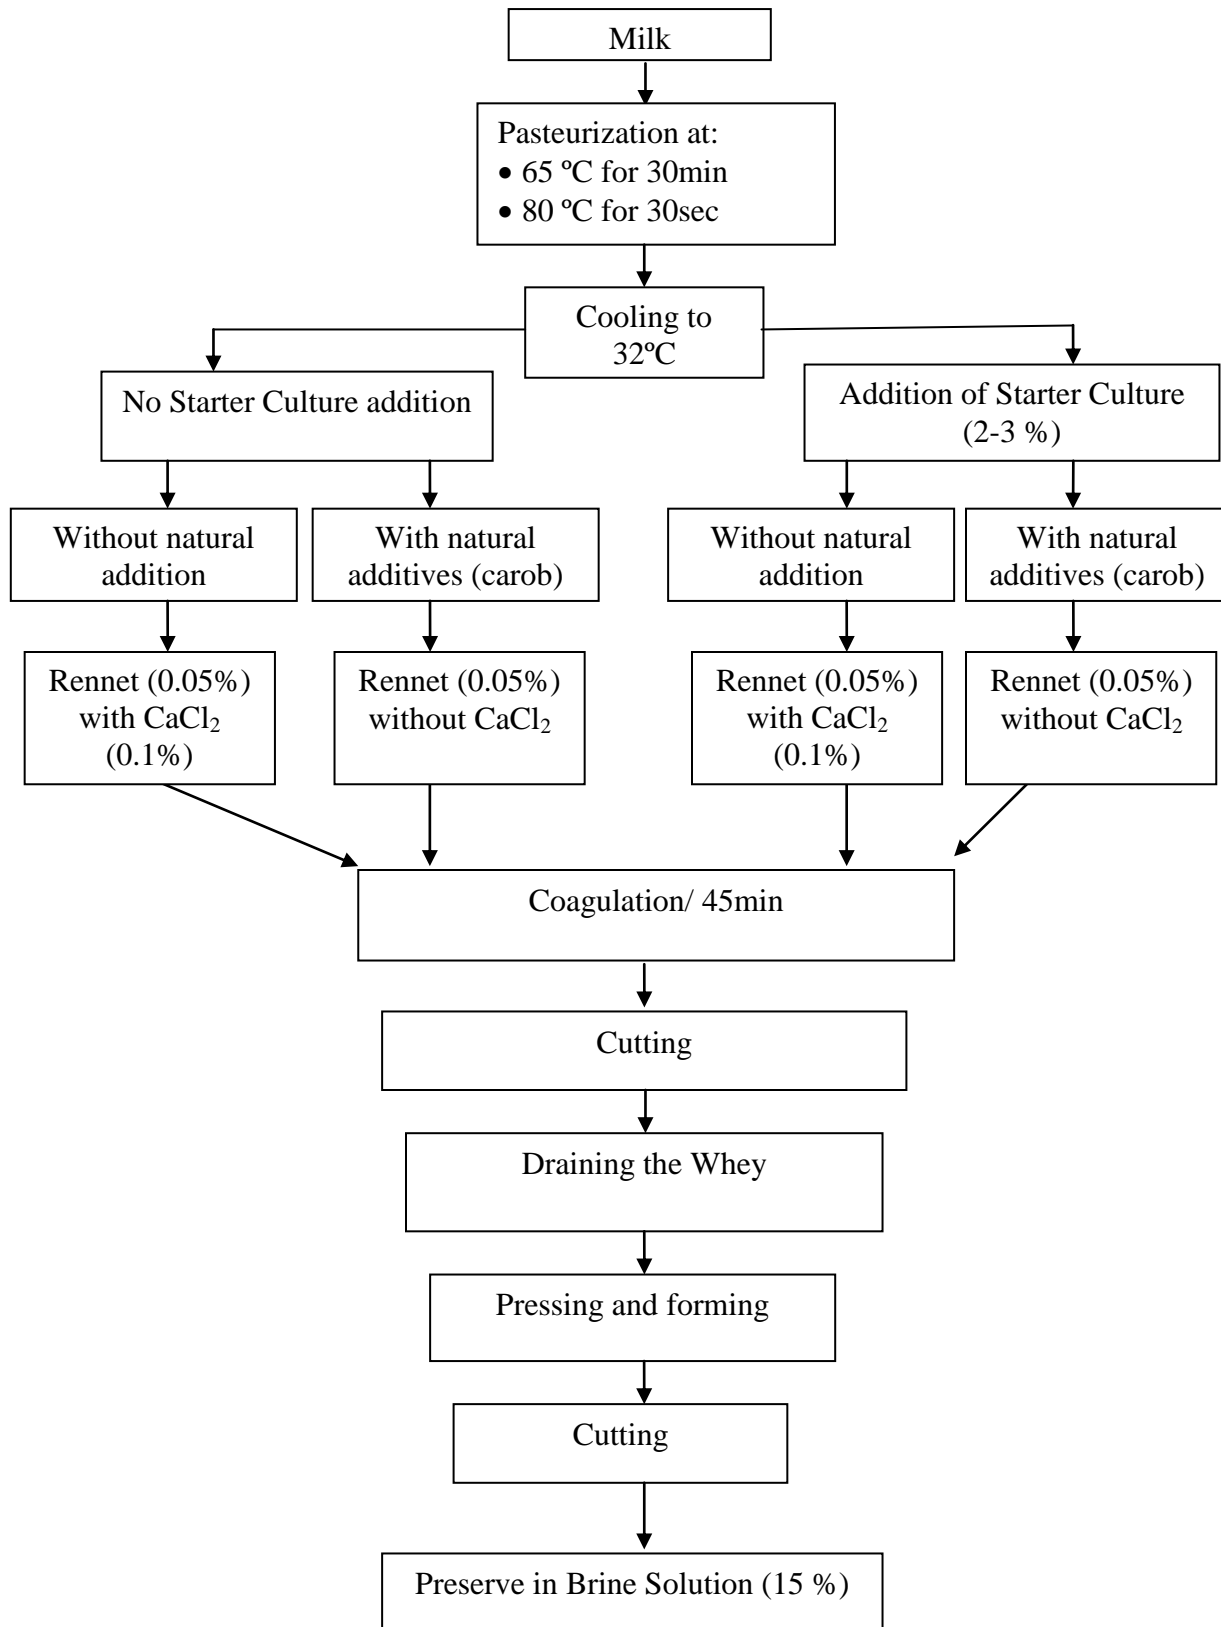 Milk
Pasteurization at:
• 65 ºC for 30min
• 80 ºC for 30sec
Cooling to
32ºC
No Starter Culture addition
Addition of Starter Culture
(2-3 %)
Without natural
addition
With natural
additives (carob)
Without natural
addition
With natural
additives (carob)
Rennet (0.05%)
with CaCl₂
(0.1%)
Rennet (0.05%)
without CaCl₂
Rennet (0.05%)
with CaCl₂
(0.1%)
Rennet (0.05%)
without CaCl₂
Coagulation/ 45min
Cutting
Draining the Whey
Pressing and forming
Cutting
Preserve in Brine Solution (15 %)